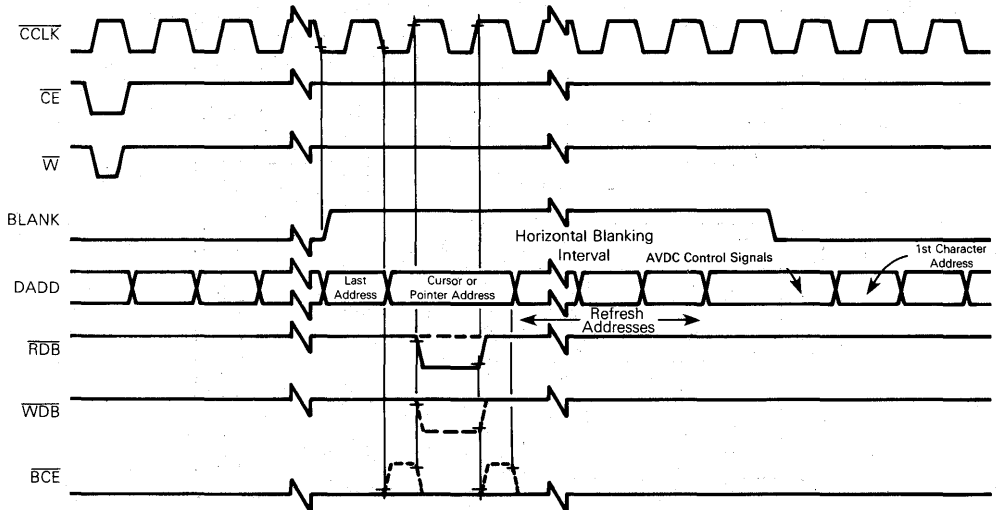 CCLK
CE
W
BLANK
Horizontal Blanking
Interval
AVDC Control Signals
1st Character
Address
DADD
Last
Address
Cursor or
Pointer Address
Refresh
Addresses
RDB
WDB
BCE